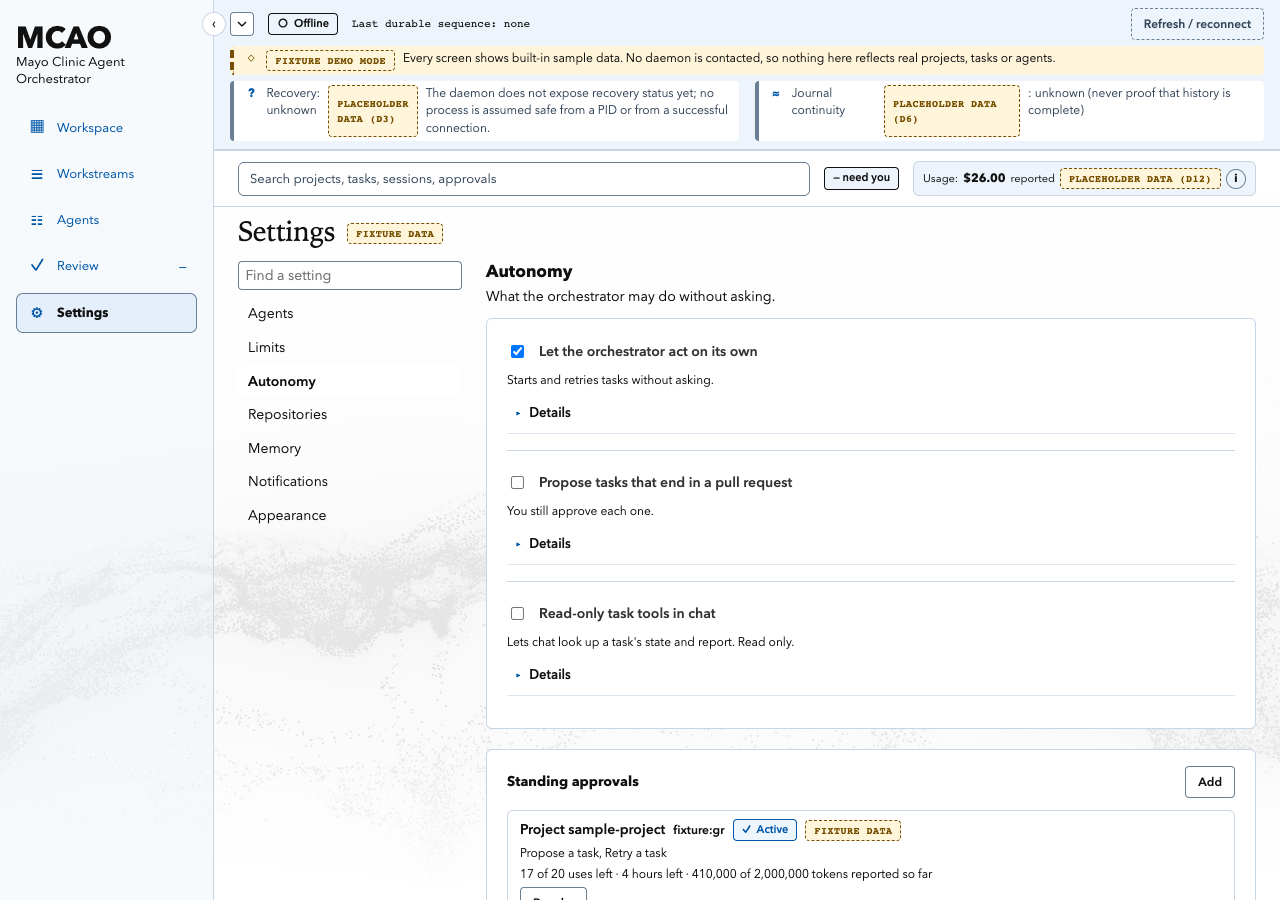 MCAO
Mayo Clinic Agent
Orchestrator
Workspace
Workstreams
Agents
Review –
Settings
Offline
Last durable sequence: none
Refresh / reconnect
FIXTURE DEMO MODE Every screen shows built-in sample data. No daemon is contacted, so nothing here reflects real projects, tasks or agents.
? Recovery: unknown
PLACEHOLDER DATA (D3)
The daemon does not expose recovery status yet; no
process is assumed safe from a PID or from a successful
connection.
≈ Journal continuity
PLACEHOLDER DATA (D6)
: unknown (never proof that history is
complete)
Search projects, tasks, sessions, approvals
– need you
Usage: $26.00 reported PLACEHOLDER DATA (D12) i
Settings FIXTURE DATA
Find a setting
Agents
Limits
Autonomy
Repositories
Memory
Notifications
Appearance
Autonomy
What the orchestrator may do without asking.
Let the orchestrator act on its own
Starts and retries tasks without asking.
Details
Propose tasks that end in a pull request
You still approve each one.
Details
Read-only task tools in chat
Lets chat look up a task's state and report. Read only.
Details
Standing approvals
Add
Project sample-project fixture:gr ✓ Active FIXTURE DATA
Propose a task, Retry a task
17 of 20 uses left · 4 hours left · 410,000 of 2,000,000 tokens reported so far